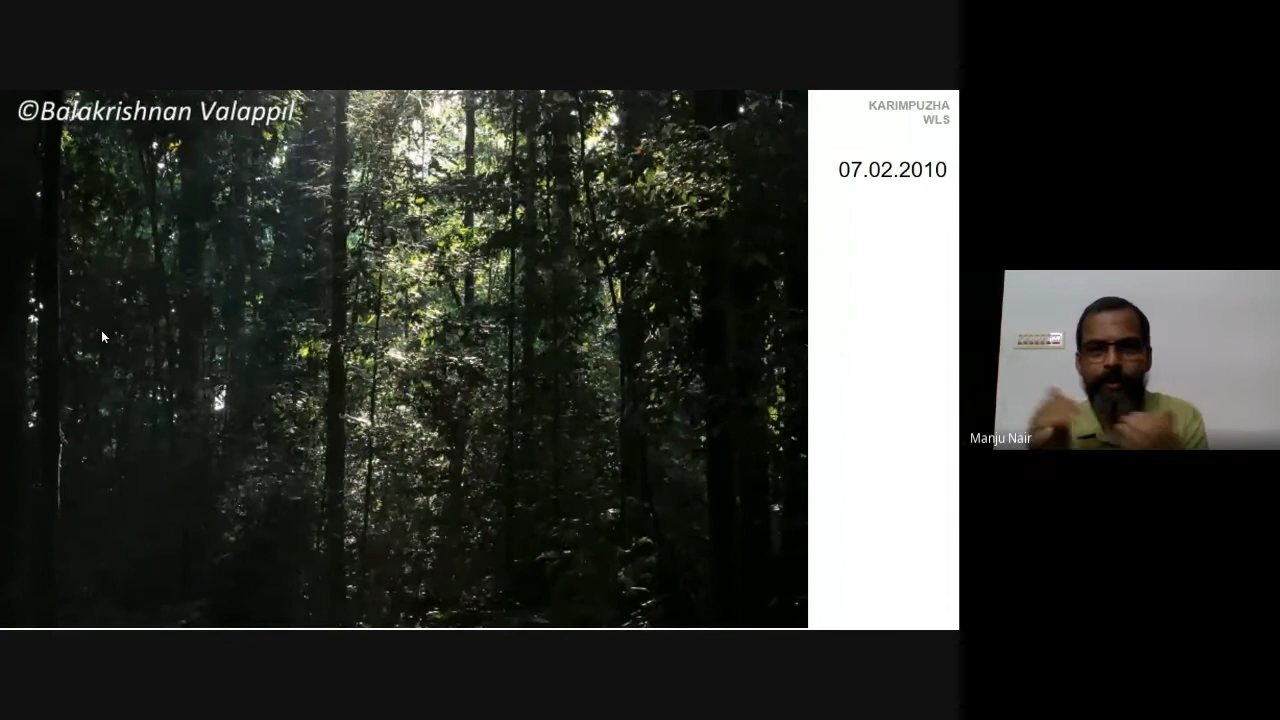 ©Balakrishnan Valappil
KARIMPUZHA
WLS
07.02.2010
Manju Nair